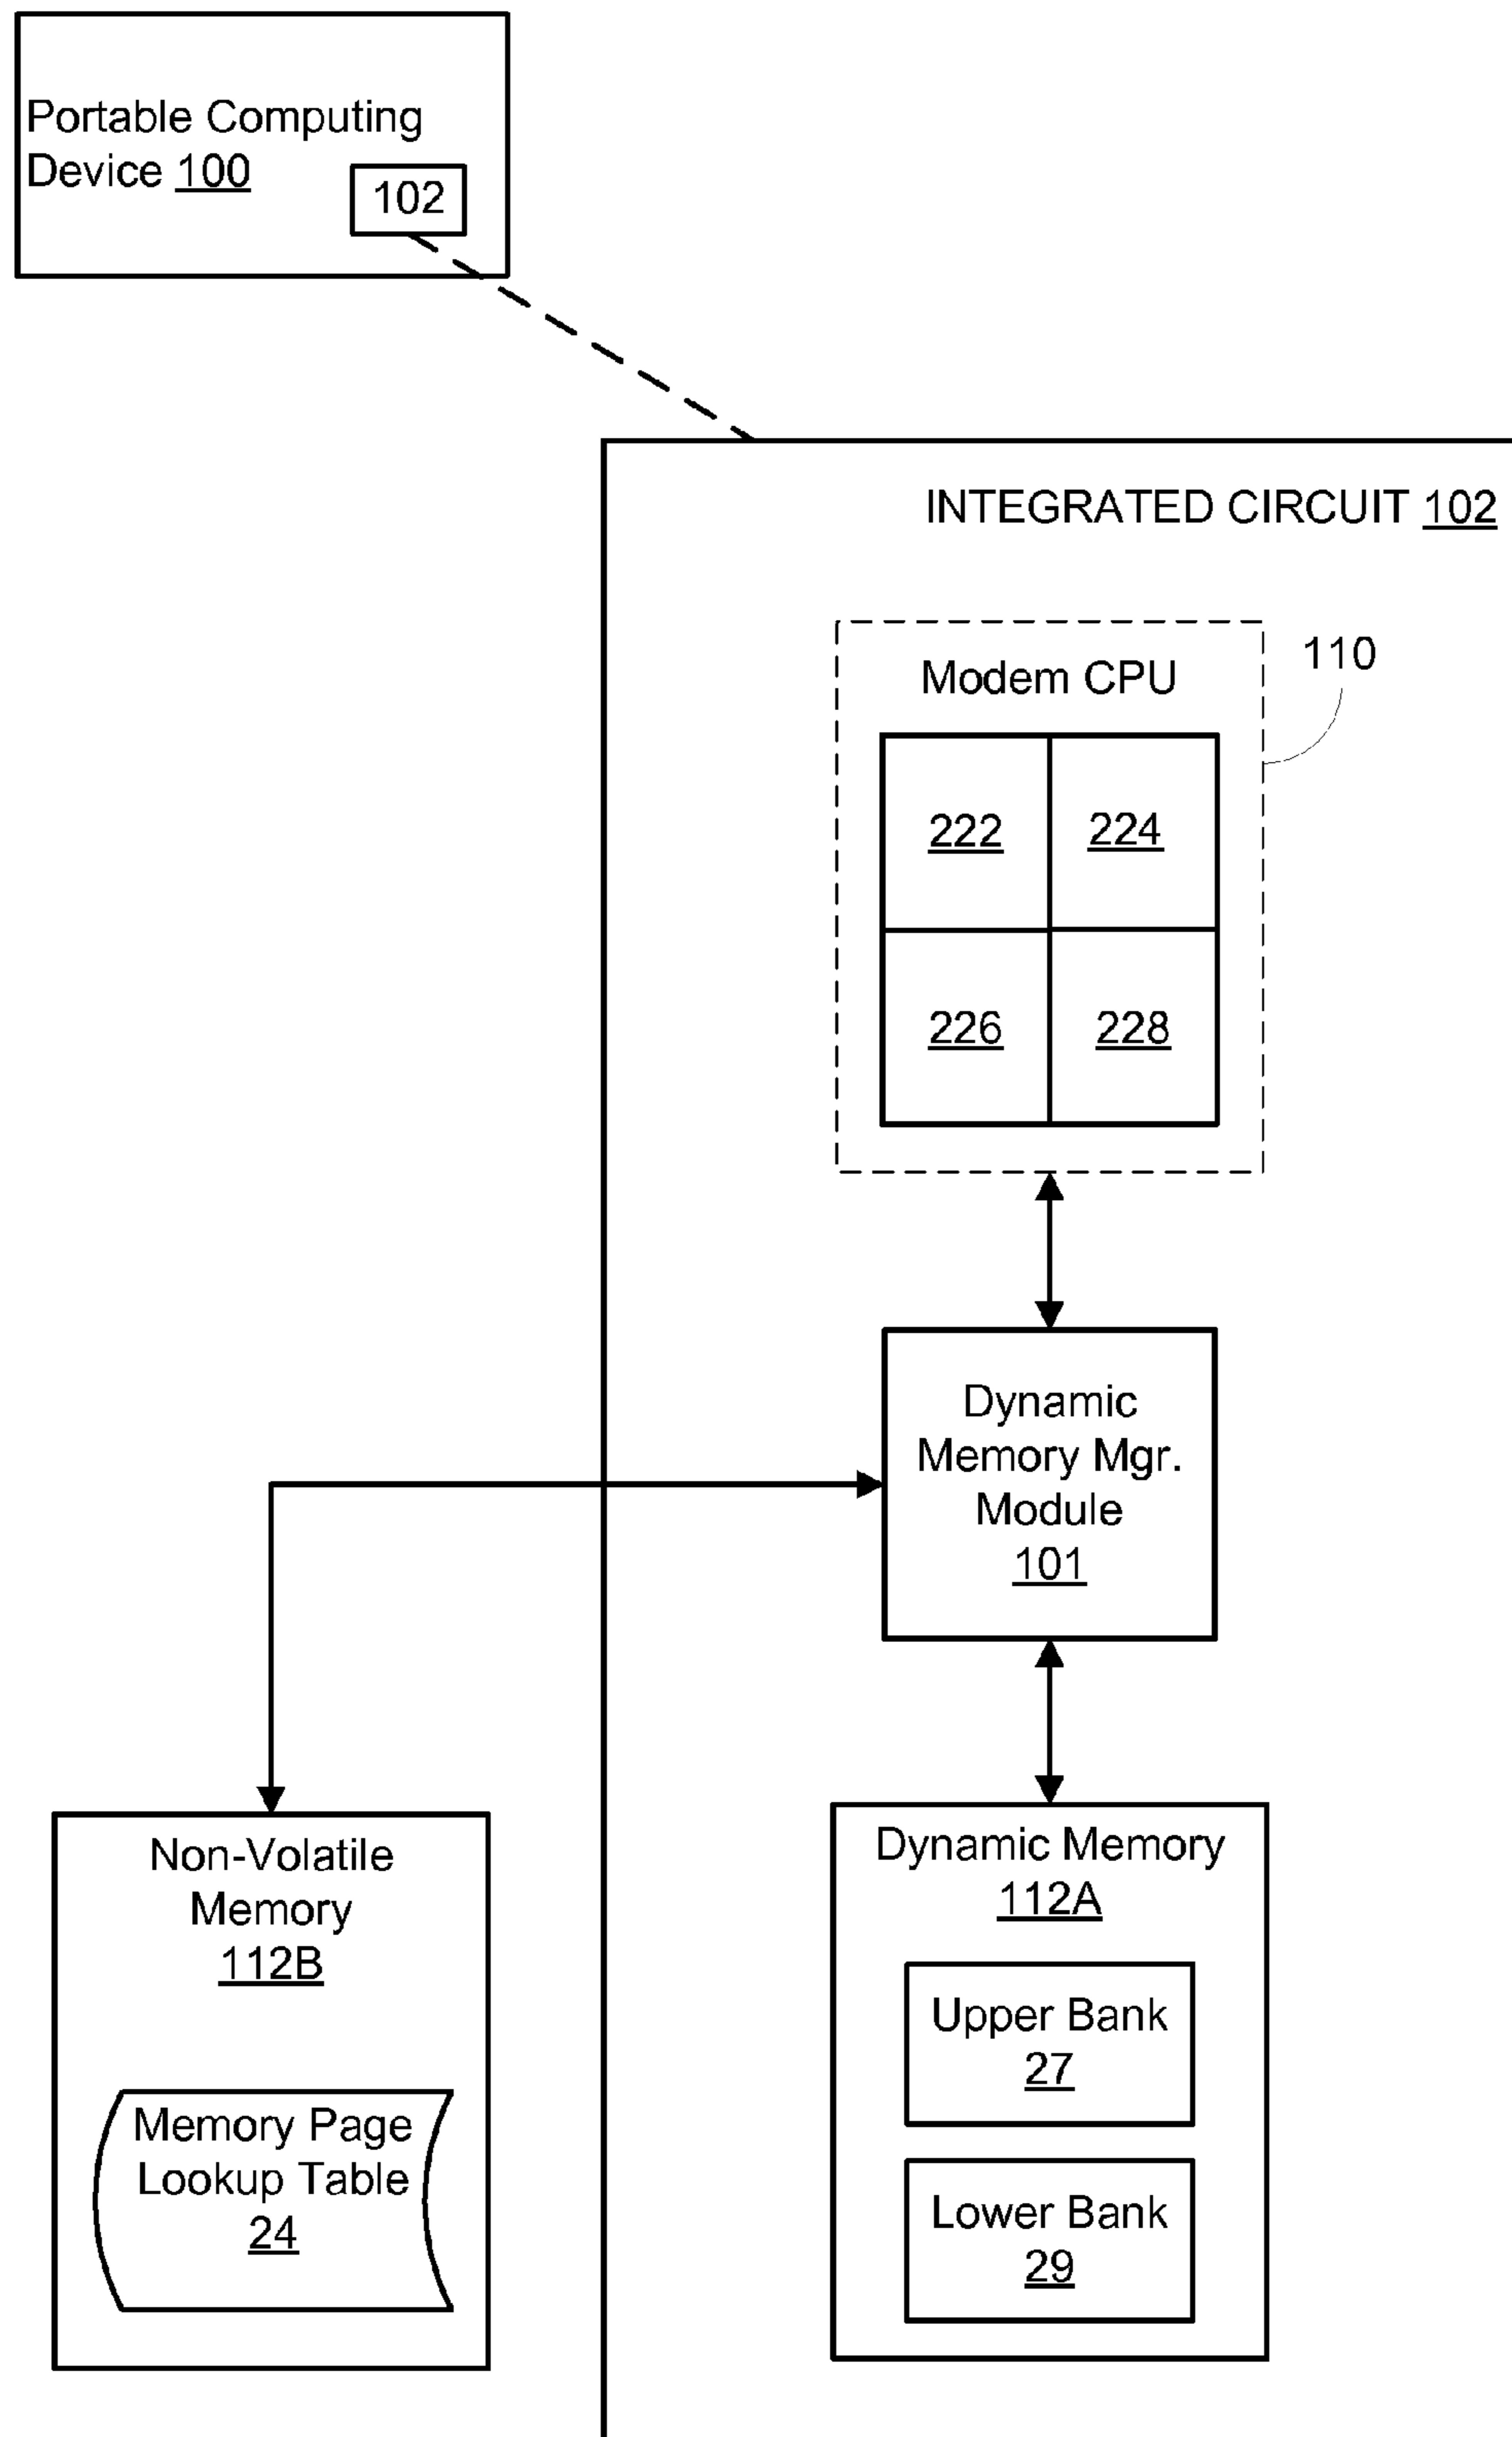 Portable Computing
Device 100
102
INTEGRATED CIRCUIT 102
110
Modem CPU
222
224
226
228
Dynamic
Memory Mgr.
Module
101
Non-Volatile
Memory
112B
Memory Page
Lookup Table
24
Dynamic Memory
112A
Upper Bank
27
Lower Bank
29